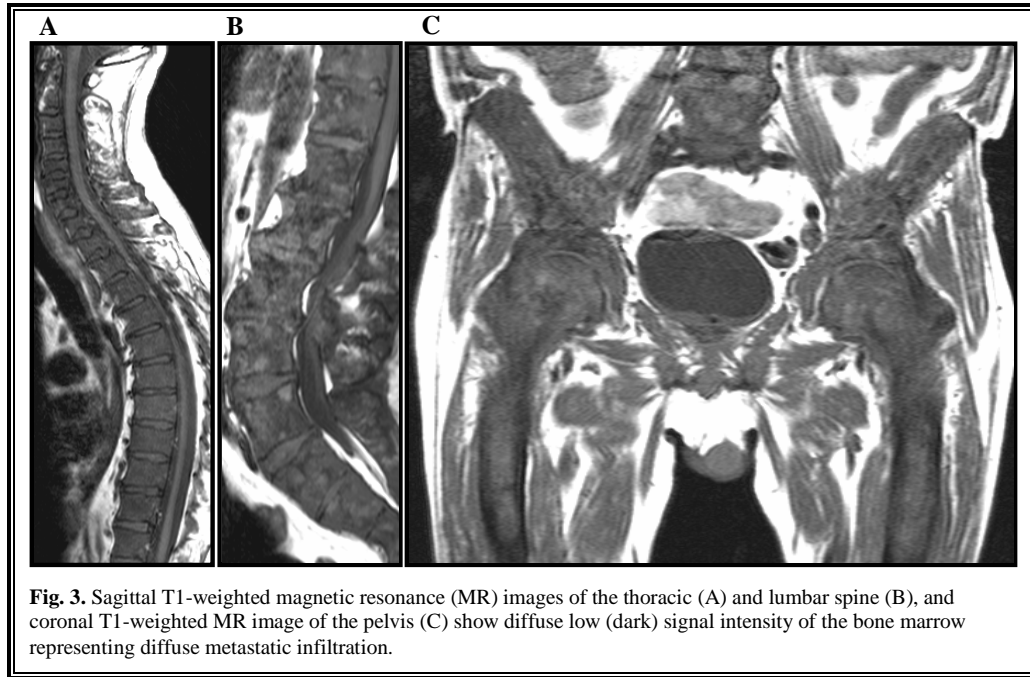 A B C
Fig. 3. Sagittal T1-weighted magnetic resonance (MR) images of the thoracic (A) and lumbar spine (B), and
coronal T1-weighted MR image of the pelvis (C) show diffuse low (dark) signal intensity of the bone marrow
representing diffuse metastatic infiltration.